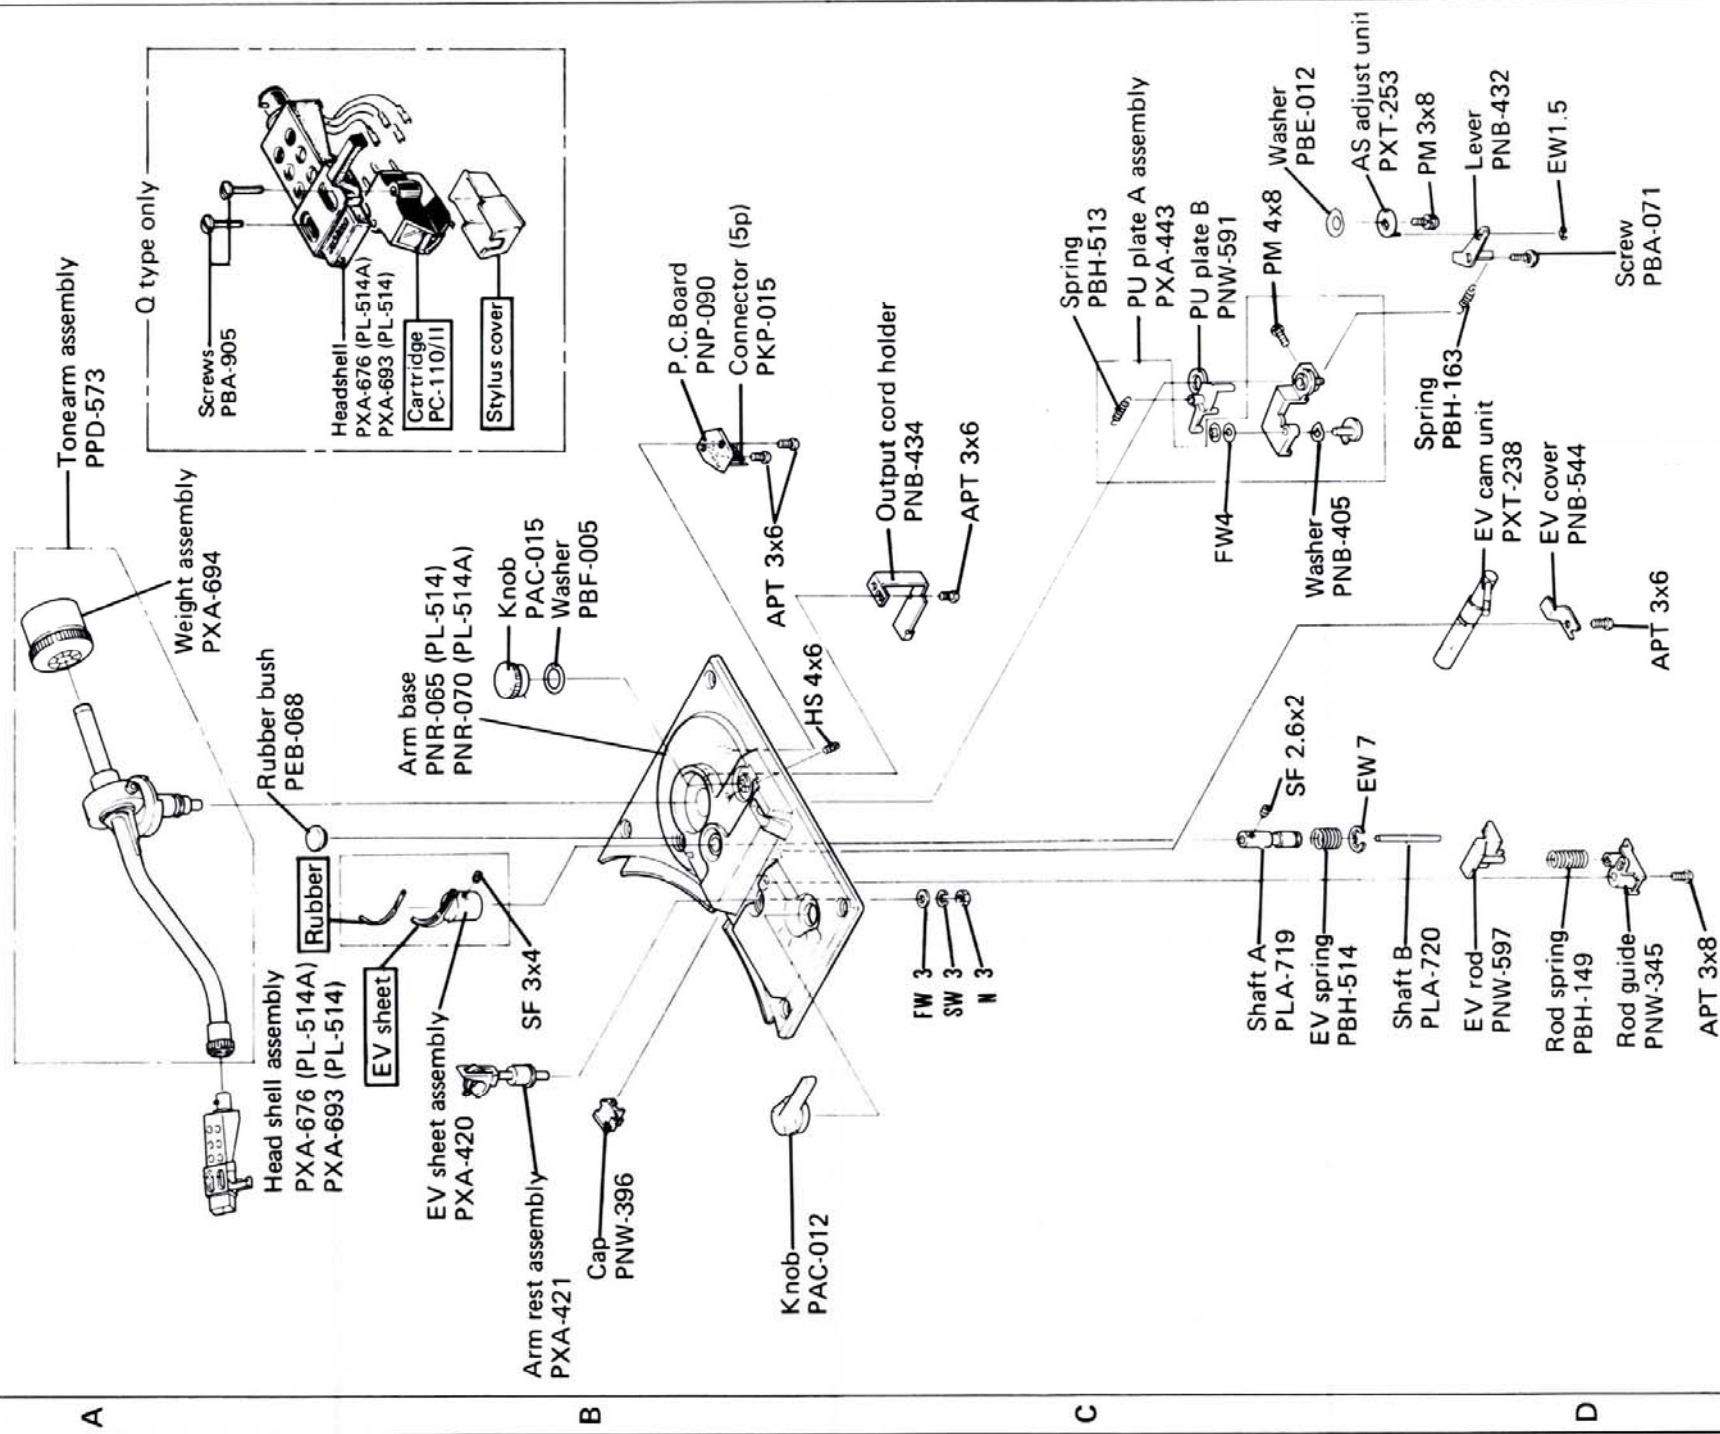 A
B
C
D
Tonearm assembly
PPD-573
Weight assembly
PXA-694
Head shell assembly
PXA-676 (PL-514A)
PXA-693 (PL-514)
Q type only
Screws
PBA-905
Headshell
PXA-676 (PL-514A)
PXA-693 (PL-514)
Cartridge
PC-110/II
Stylus cover
Rubber bush
PEB-068
Rubber
EV sheet
EV sheet assembly
PXA-420
SF 3x4
Arm rest assembly
PXA-421
Cap
PNW-396
Knob
PAC-012
Arm base
PNR-065 (PL-514)
PNR-070 (PL-514A)
Knob
PAC-015
Washer
PBF-005
HS 4x6
P.C.Board
PNP-090
Connector (5p)
PKP-015
APT 3x6
Output cord holder
PNB-434
APT 3x6
FW 3
SW 3
N 3
Spring
PBH-513
PU plate A assembly
PXA-443
PU plate B
PNW-591
PM 4x8
FW4
Washer
PNB-405
Washer
PBE-012
AS adjust unit
PXT-253
PM 3x8
Lever
PNB-432
EW1.5
Screw
PBA-071
Spring
PBH-163
EV cam unit
PXT-238
EV cover
PNB-544
APT 3x6
SF 2.6x2
EW 7
Shaft A
PLA-719
EV spring
PBH-514
Shaft B
PLA-720
EV rod
PNW-597
Rod spring
PBH-149
Rod guide
PNW-345
APT 3x8